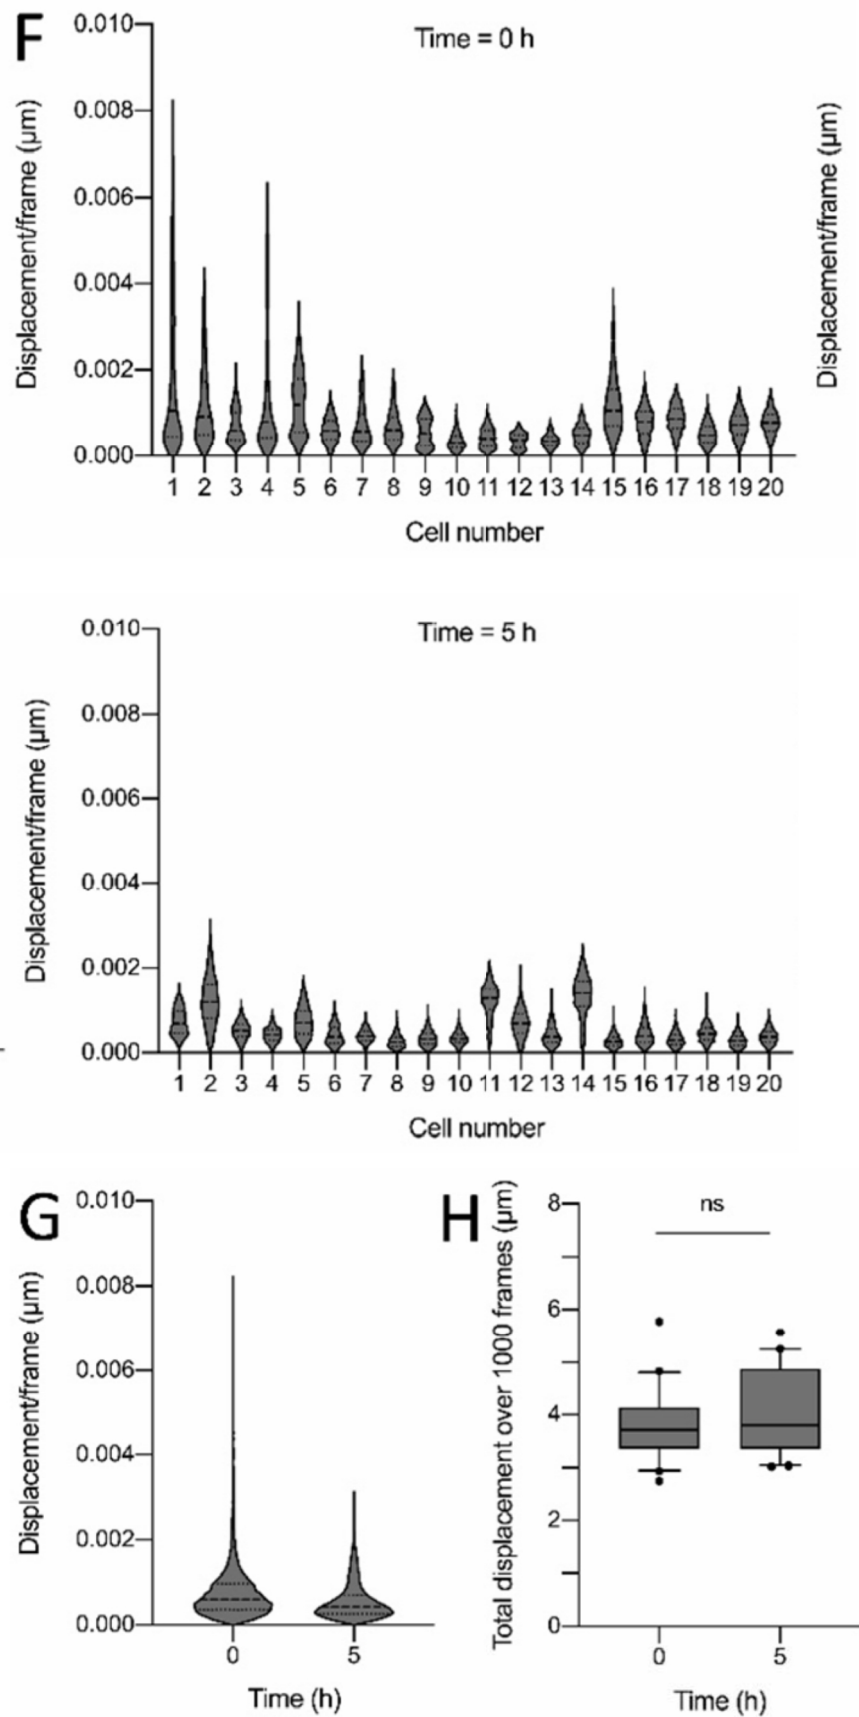 F
Time = 0 h
Displacement/frame (µm)
0.010
0.008
0.006
0.004
0.002
0.000
1 2 3 4 5 6 7 8 9 10 11 12 13 14 15 16 17 18 19 20
Cell number
Displacement/frame (µm)
Time = 5 h
Displacement/frame (µm)
0.010
0.008
0.006
0.004
0.002
0.000
1 2 3 4 5 6 7 8 9 10 11 12 13 14 15 16 17 18 19 20
Cell number
G
Displacement/frame (µm)
0.010
0.008
0.006
0.004
0.002
0.000
0 5
Time (h)
H
Total displacement over 1000 frames (µm)
ns
8
6
4
2
0
0 5
Time (h)